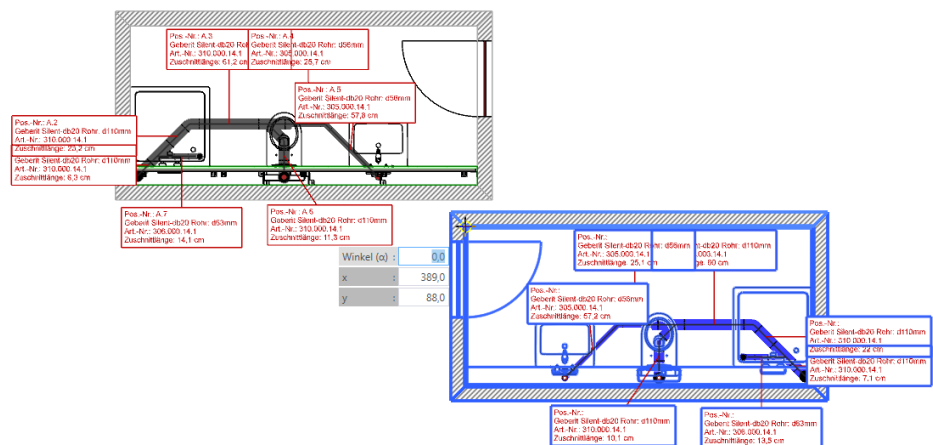 Pos.-Nr.: A.3
Geberit Silent-db20 Rohr: d56mm
Art.-Nr.: 310.000.14.1
Zuschnittlänge: 61,2 cm
Pos.-Nr.: A.4
Geberit Silent-db20 Rohr: d56mm
Art.-Nr.: 305.000.14.1
Zuschnittlänge: 25,7 cm
Pos.-Nr.: A.6
Geberit Silent-db20 Rohr: d56mm
Art.-Nr.: 305.000.14.1
Zuschnittlänge: 57,8 cm
Pos.-Nr.: A.2
Geberit Silent-db20 Rohr: d110mm
Art.-Nr.: 310.000.14.1
Zuschnittlänge: 23,2 cm
Geberit Silent-db20 Rohr: d110mm
Art.-Nr.: 310.000.14.1
Zuschnittlänge: 6,3 cm
Pos.-Nr.: A.7
Geberit Silent-db20 Rohr: d63mm
Art.-Nr.: 306.000.14.1
Zuschnittlänge: 14,1 cm
Pos.-Nr.: A.5
Geberit Silent-db20 Rohr: d110mm
Art.-Nr.: 310.000.14.1
Zuschnittlänge: 11,3 cm
Winkel (α) : 0,0
x : 389,0
y : 88,0
Pos.-Nr.:
Geberit Silent-db20 Rohr: d56mm
Art.-Nr.: 305.000.14.1
Zuschnittlänge: 25,1 cm
Rohr: d110mm
.000.14.1
ge: 60 cm
Pos.-Nr.:
Geberit Silent-db20 Rohr: d56mm
Art.-Nr.: 305.000.14.1
Zuschnittlänge: 57,2 cm
Pos.-Nr.:
Geberit Silent-db20 Rohr: d110mm
Art.-Nr.: 310.000.14.1
Zuschnittlänge: 22 cm
Geberit Silent-db20 Rohr: d110mm
Art.-Nr.: 310.000.14.1
Zuschnittlänge: 7,1 cm
Pos.-Nr.:
Geberit Silent-db20 Rohr: d110mm
Art.-Nr.: 310.000.14.1
Zuschnittlänge: 10,1 cm
Pos.-Nr.:
Geberit Silent-db20 Rohr: d63mm
Art.-Nr.: 306.000.14.1
Zuschnittlänge: 13,5 cm